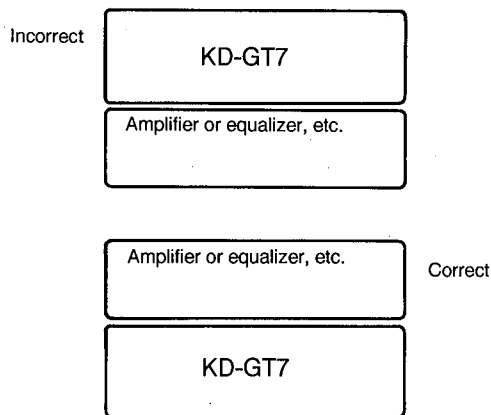 Incorrect
KD-GT7
Amplifier or equalizer, etc.
Amplifier or equalizer, etc.
Correct
KD-GT7